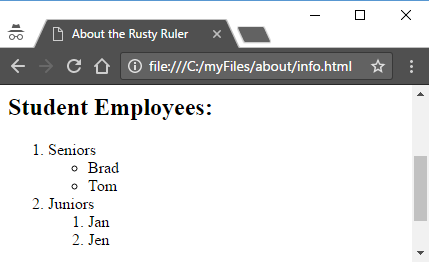 About the Rusty Ruler
file:///C:/myFiles/about/info.html
Student Employees:
1. Seniors
Brad
Tom
2. Juniors
1. Jan
2. Jen